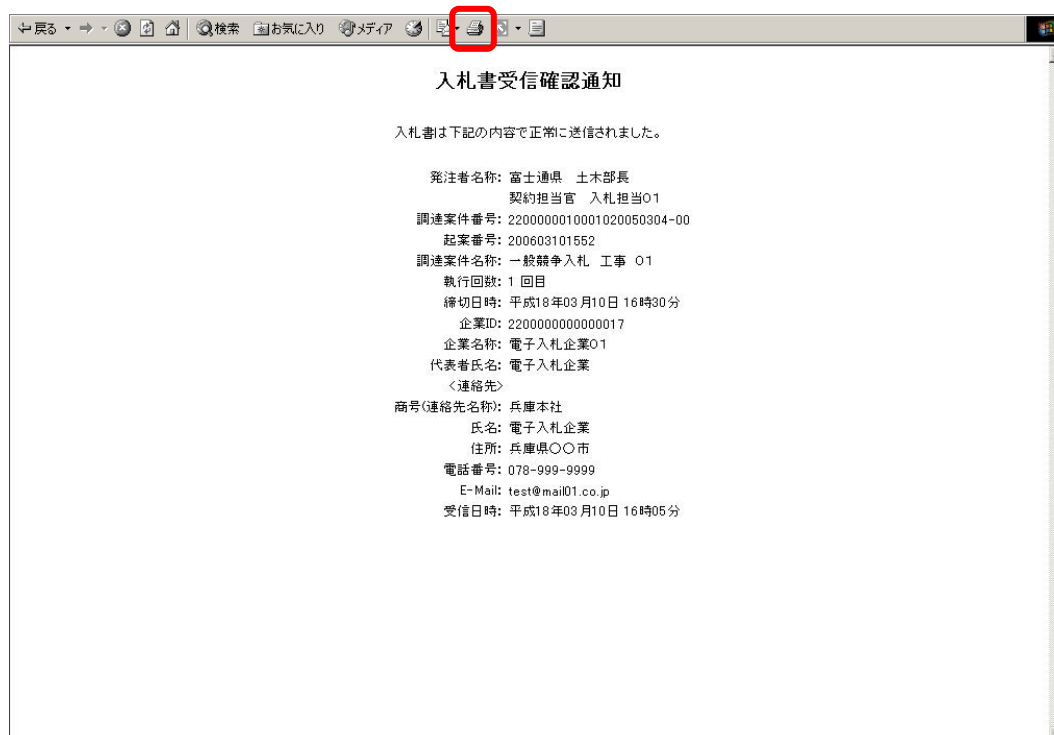 戻る 検索 お気に入り メディア
入札書受信確認通知
入札書は下記の内容で正常に送信されました。
発注者名称: 富士通県 土木部長
契約担当官 入札担当01
調達案件番号: 2200000010001020050304-00
起案番号: 200603101552
調達案件名称: 一般競争入札 工事 01
執行回数: 1 回目
締切日時: 平成18年03月10日 16時30分
企業ID: 2200000000000017
企業名称: 電子入札企業01
代表者氏名: 電子入札企業
<連絡先>
商号(連絡先名称): 兵庫本社
氏名: 電子入札企業
住所: 兵庫県〇〇市
電話番号: 078-999-9999
E-Mail: test@mail01.co.jp
受信日時: 平成18年03月10日 16時05分